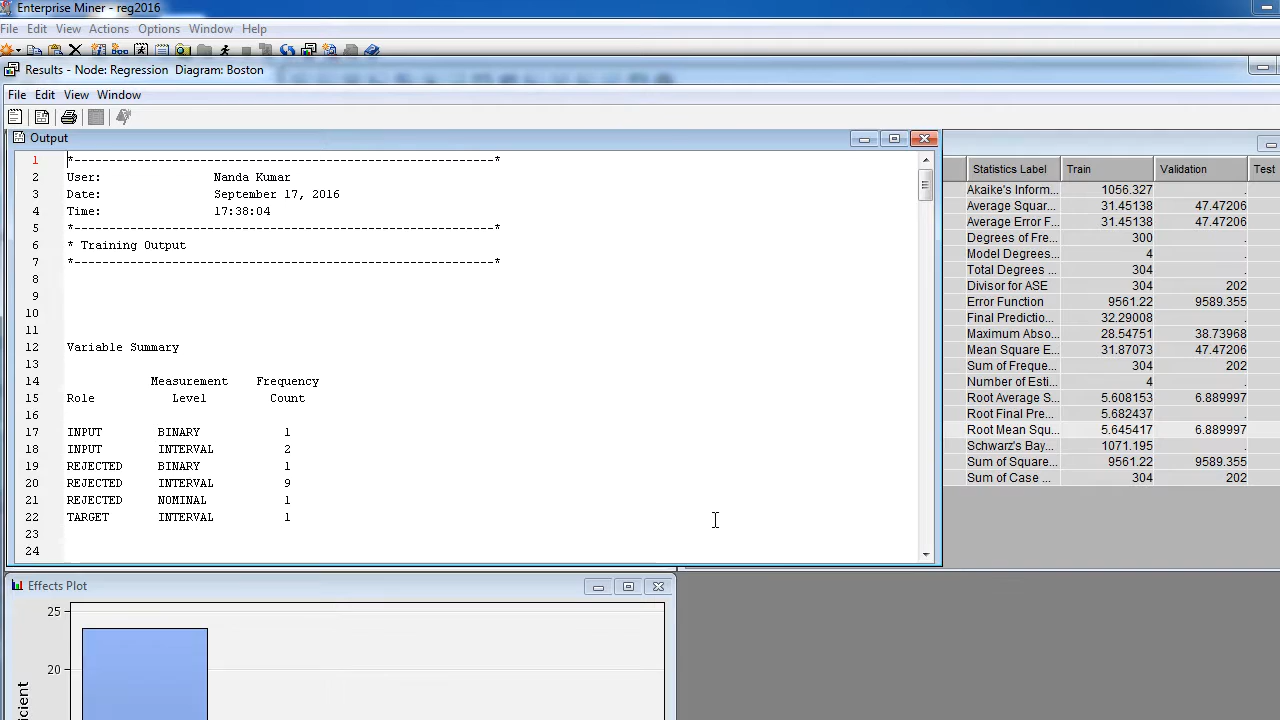 Enterprise Miner - reg2016
File Edit View Actions Options Window Help
Results - Node: Regression Diagram: Boston
File Edit View Window
Output
1 *------------------------------------------------------------*
2 User: Nanda Kumar
3 Date: September 17, 2016
4 Time: 17:38:04
5 *------------------------------------------------------------*
6 * Training Output
7 *------------------------------------------------------------*
8
9
10
11
12 Variable Summary
13
14 Measurement Frequency
15 Role Level Count
16
17 INPUT BINARY 1
18 INPUT INTERVAL 2
19 REJECTED BINARY 1
20 REJECTED INTERVAL 9
21 REJECTED NOMINAL 1
22 TARGET INTERVAL 1
23
24
Statistics Label Train Validation Test
Akaike's Inform... 1056.327 .
Average Squar... 31.45138 47.47206
Average Error F... 31.45138 47.47206
Degrees of Fre... 300 .
Model Degrees... 4 .
Total Degrees ... 304 .
Divisor for ASE 304 202
Error Function 9561.22 9589.355
Final Predictio... 32.29008 .
Maximum Abso... 28.54751 38.73968
Mean Square E... 31.87073 47.47206
Sum of Freque... 304 202
Number of Esti... 4 .
Root Average S... 5.608153 6.889997
Root Final Pre... 5.682437 .
Root Mean Squ... 5.645417 6.889997
Schwarz's Bay... 1071.195 .
Sum of Square... 9561.22 9589.355
Sum of Case ... 304 202
Effects Plot
25
20
icient